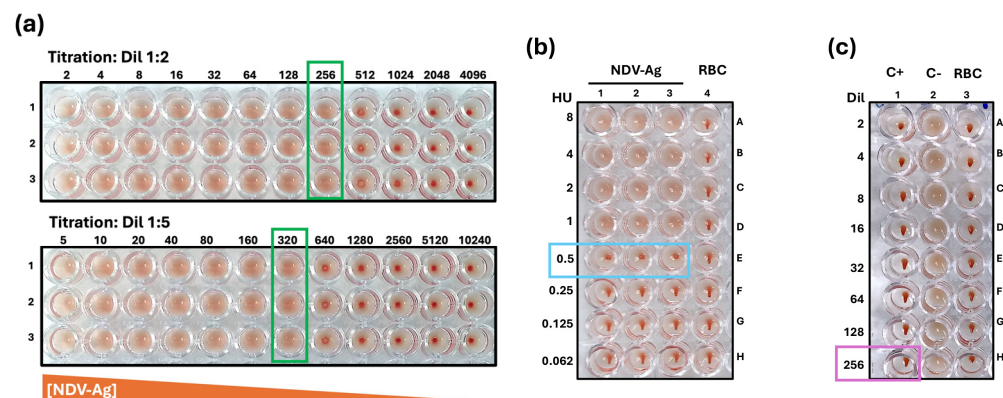 (a)
Titration: Dil 1:2
2 4 8 16 32 64 128 256 512 1024 2048 4096
1
2
3
Titration: Dil 1:5
5 10 20 40 80 160 320 640 1280 2560 5120 10240
1
2
3
[NDV-Ag]
(b)
NDV-Ag RBC
HU 1 2 3 4
8 A
4 B
2 C
1 D
0.5 E
0.25 F
0.125 G
0.062 H
(c)
C+ C- RBC
Dil 1 2 3
2 A
4 B
8 C
16 D
32 E
64 F
128 G
256 H